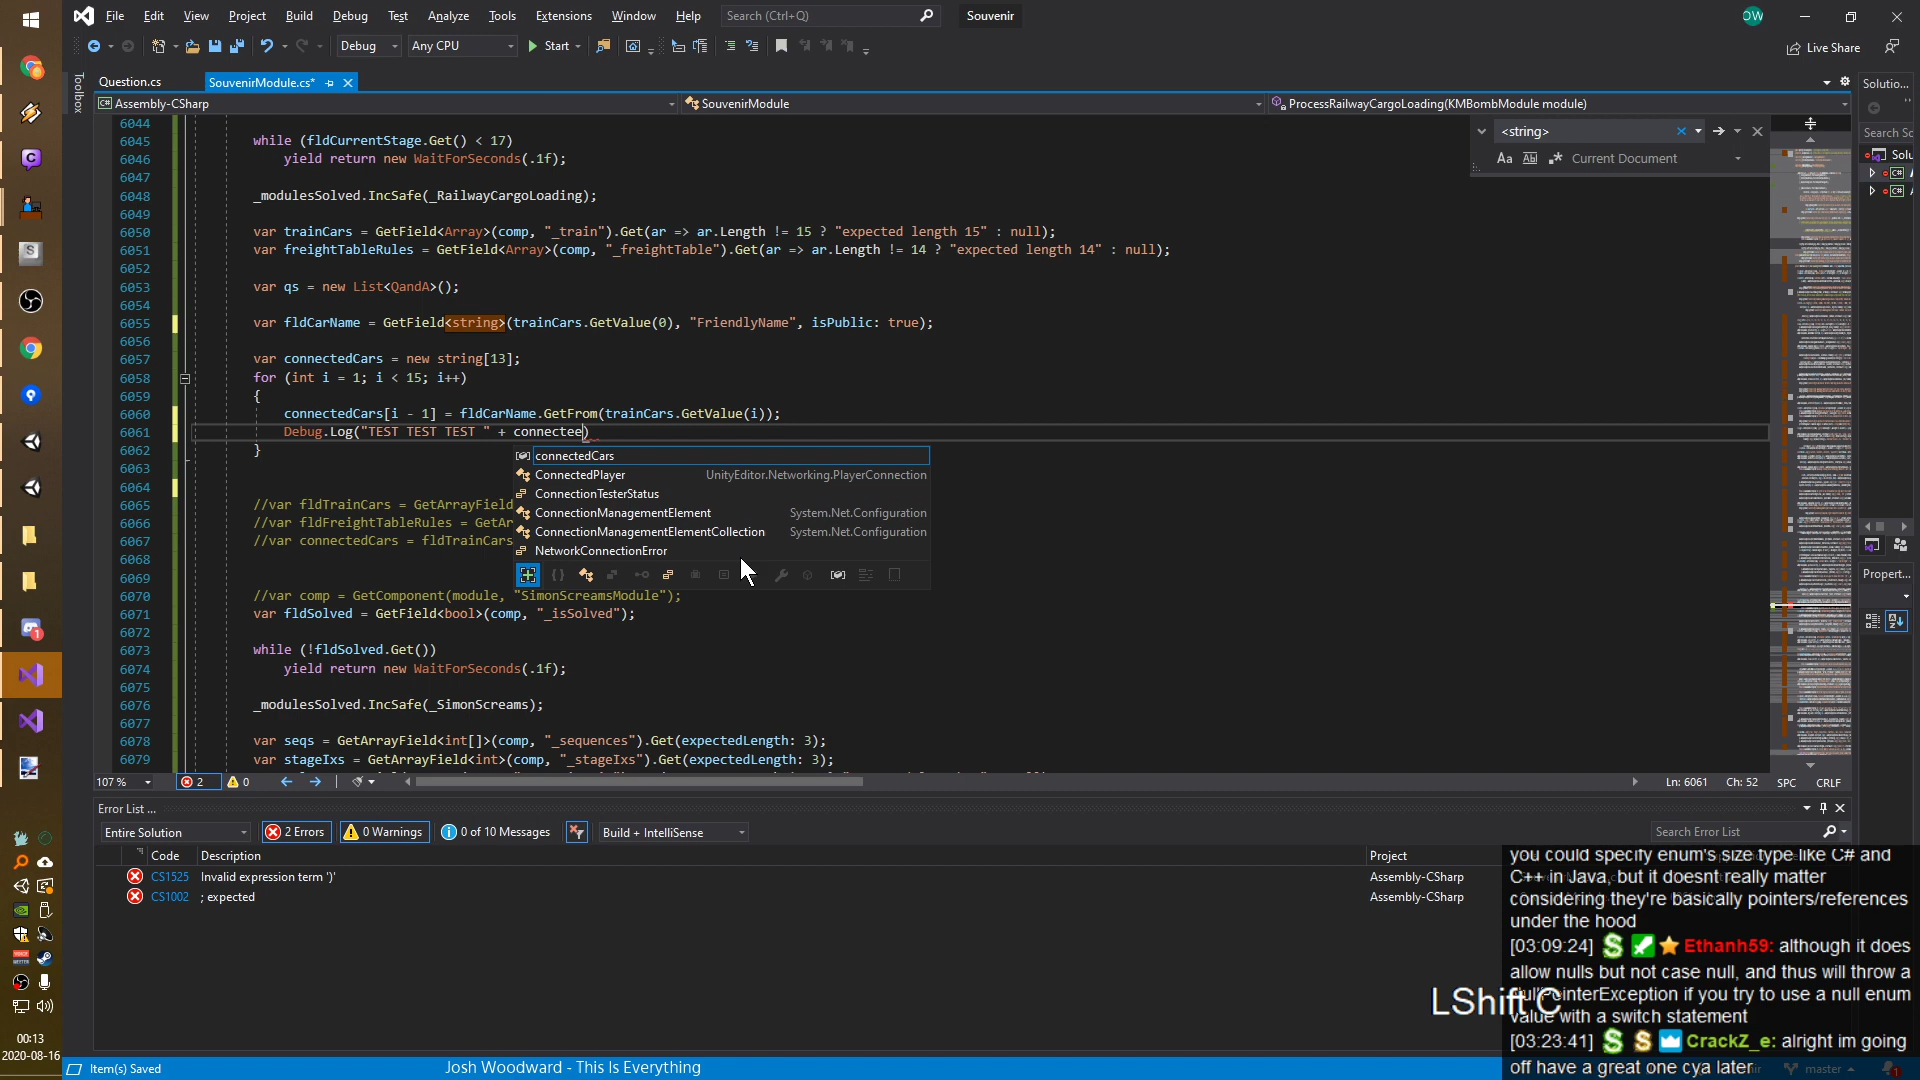 File Edit View Project Build Debug Test Analyze Tools Extensions Window Help Search (Ctrl+Q) Souvenir OW
Debug Any CPU Start Live Share
Toolbox
Question.cs SouvenirModule.cs* Solutio...
C# Assembly-CSharp SouvenirModule ProcessRailwayCargoLoading(KMBombModule module)
<string>
Aa Ab Current Document
Search Sc
Solu
6044
6045 while (fldCurrentStage.Get() < 17)
6046 yield return new WaitForSeconds(.1f);
6047
6048 _modulesSolved.IncSafe(_RailwayCargoLoading);
6049
6050 var trainCars = GetField<Array>(comp, "_train").Get(ar => ar.Length != 15 ? "expected length 15" : null);
6051 var freightTableRules = GetField<Array>(comp, "_freightTable").Get(ar => ar.Length != 14 ? "expected length 14" : null);
6052
6053 var qs = new List<QandA>();
6054
6055 var fldCarName = GetField<string>(trainCars.GetValue(0), "FriendlyName", isPublic: true);
6056
6057 var connectedCars = new string[13];
6058 for (int i = 1; i < 15; i++)
6059 {
6060 connectedCars[i - 1] = fldCarName.GetFrom(trainCars.GetValue(i));
6061 Debug.Log("TEST TEST TEST " + connectee)
6062 }
6063
6064
6065 //var fldTrainCars = GetArrayField
6066 //var fldFreightTableRules = GetAr
6067 //var connectedCars = fldTrainCars
6068
6069
6070 //var comp = GetComponent(module, "SimonScreamsModule");
6071 var fldSolved = GetField<bool>(comp, "_isSolved");
6072
6073 while (!fldSolved.Get())
6074 yield return new WaitForSeconds(.1f);
6075
6076 _modulesSolved.IncSafe(_SimonScreams);
6077
6078 var seqs = GetArrayField<int[]>(comp, "_sequences").Get(expectedLength: 3);
6079 var stageIxs = GetArrayField<int>(comp, "_stageIxs").Get(expectedLength: 3);
connectedCars
ConnectedPlayer UnityEditor.Networking.PlayerConnection
ConnectionTesterStatus
ConnectionManagementElement System.Net.Configuration
ConnectionManagementElementCollection System.Net.Configuration
NetworkConnectionError
Propert...
107 % 2 0 Ln: 6061 Ch: 52 SPC CRLF
Error List ...
Entire Solution 2 Errors 0 Warnings 0 of 10 Messages Build + IntelliSense Search Error List
Code Description Project
CS1525 Invalid expression term ')' Assembly-CSharp
CS1002 ; expected Assembly-CSharp
you could specify enum's size type like C# and
C++ in Java, but it doesnt really matter
considering they're basically pointers/references
under the hood
[03:09:24] Ethanh59: although it does
allow nulls but not case null, and thus will throw a
NullPointerException if you try to use a null enum
value with a switch statement
[03:23:41] CrackZ_e: alright im going
off have a great one cya later
LShift C
00:13
2020-08-16
Item(s) Saved Josh Woodward - This Is Everything master